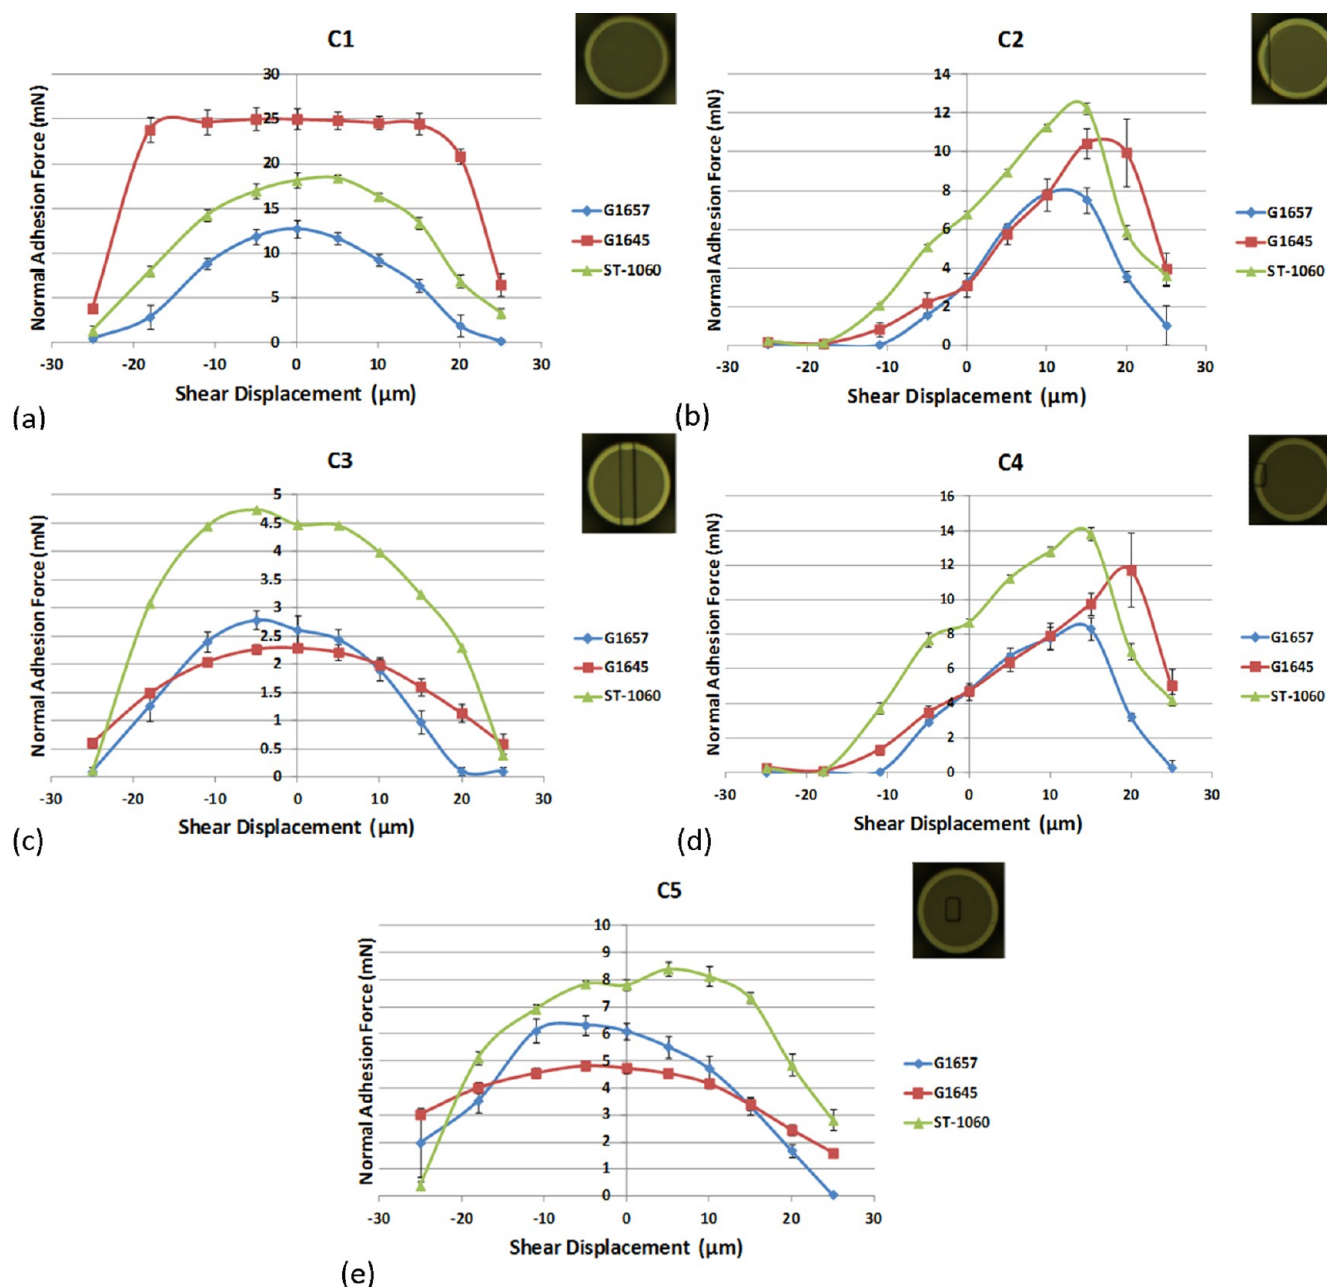 C1
Normal Adhesion Force (mN)
30
25
20
15
10
5
0
-30 -20 -10 0 10 20 30
Shear Displacement (µm)
G1657
G1645
ST-1060
(a)
C2
Normal Adhesion Force (mN)
14
12
10
8
6
4
2
0
-30 -20 -10 0 10 20 30
Shear Displacement (µm)
G1657
G1645
ST-1060
(b)
C3
Normal Adhesion Force (mN)
5
4.5
4
3.5
3
2.5
2
1.5
1
0.5
0
-30 -20 -10 0 10 20 30
Shear Displacement (µm)
G1657
G1645
ST-1060
(c)
C4
Normal Adhesion Force (mN)
16
14
12
10
8
6
4
2
0
-30 -20 -10 0 10 20 30
Shear Displacement (µm)
G1657
G1645
ST-1060
(d)
C5
Normal Adhesion Force (mN)
10
9
8
7
6
5
4
3
2
1
0
-30 -20 -10 0 10 20 30
Shear Displacement (µm)
G1657
G1645
ST-1060
(e)